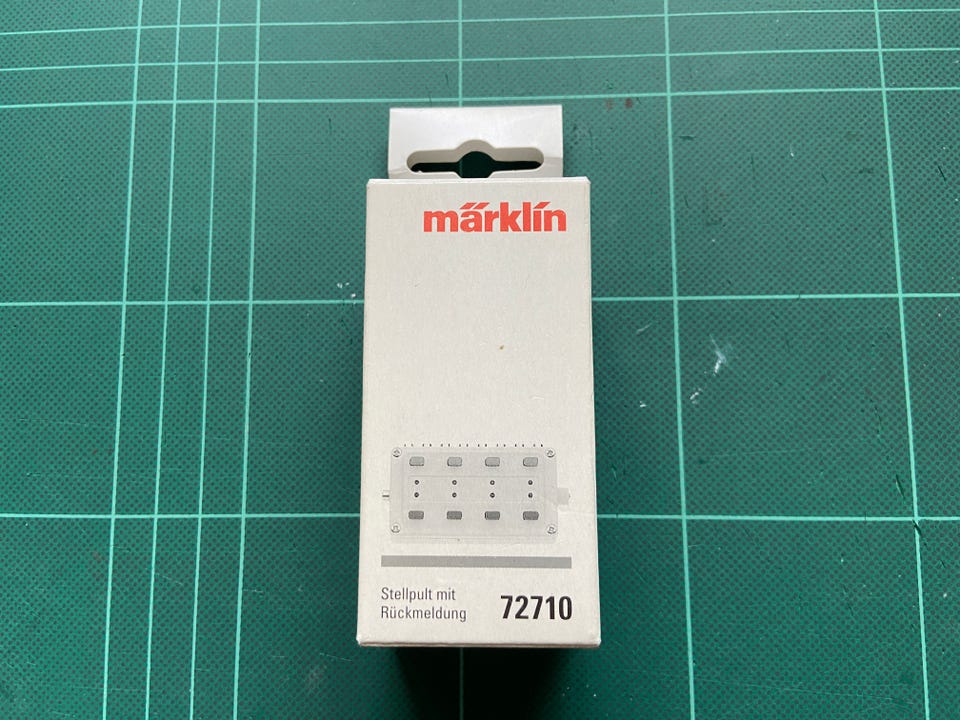 märklin
Stellpult mit
Rückmeldung
72710